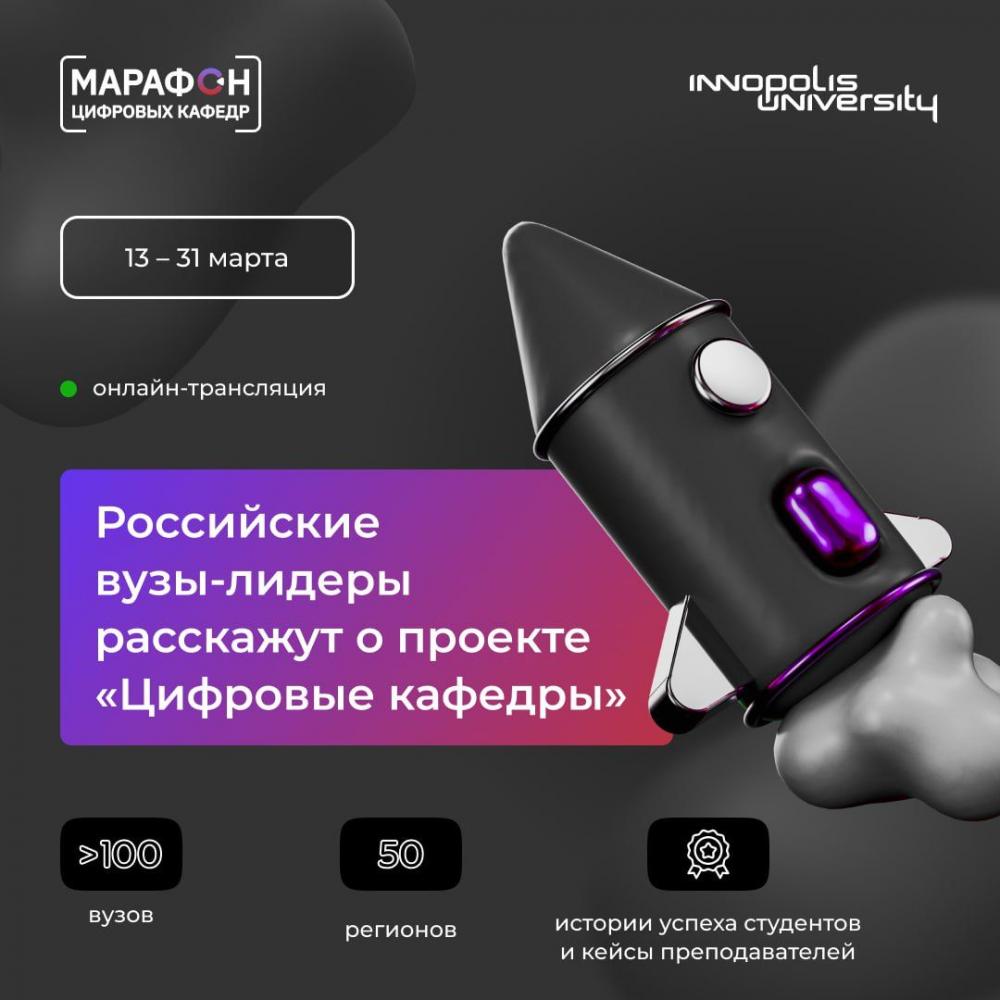 МАРАФОН
ЦИФРОВЫХ КАФЕДР
INNOPOLIS
UNIVERSITY
13 – 31 марта
онлайн-трансляция
Российские
вузы-лидеры
расскажут о проекте
«Цифровые кафедры»
>100
вузов
50
регионов
истории успеха студентов
и кейсы преподавателей